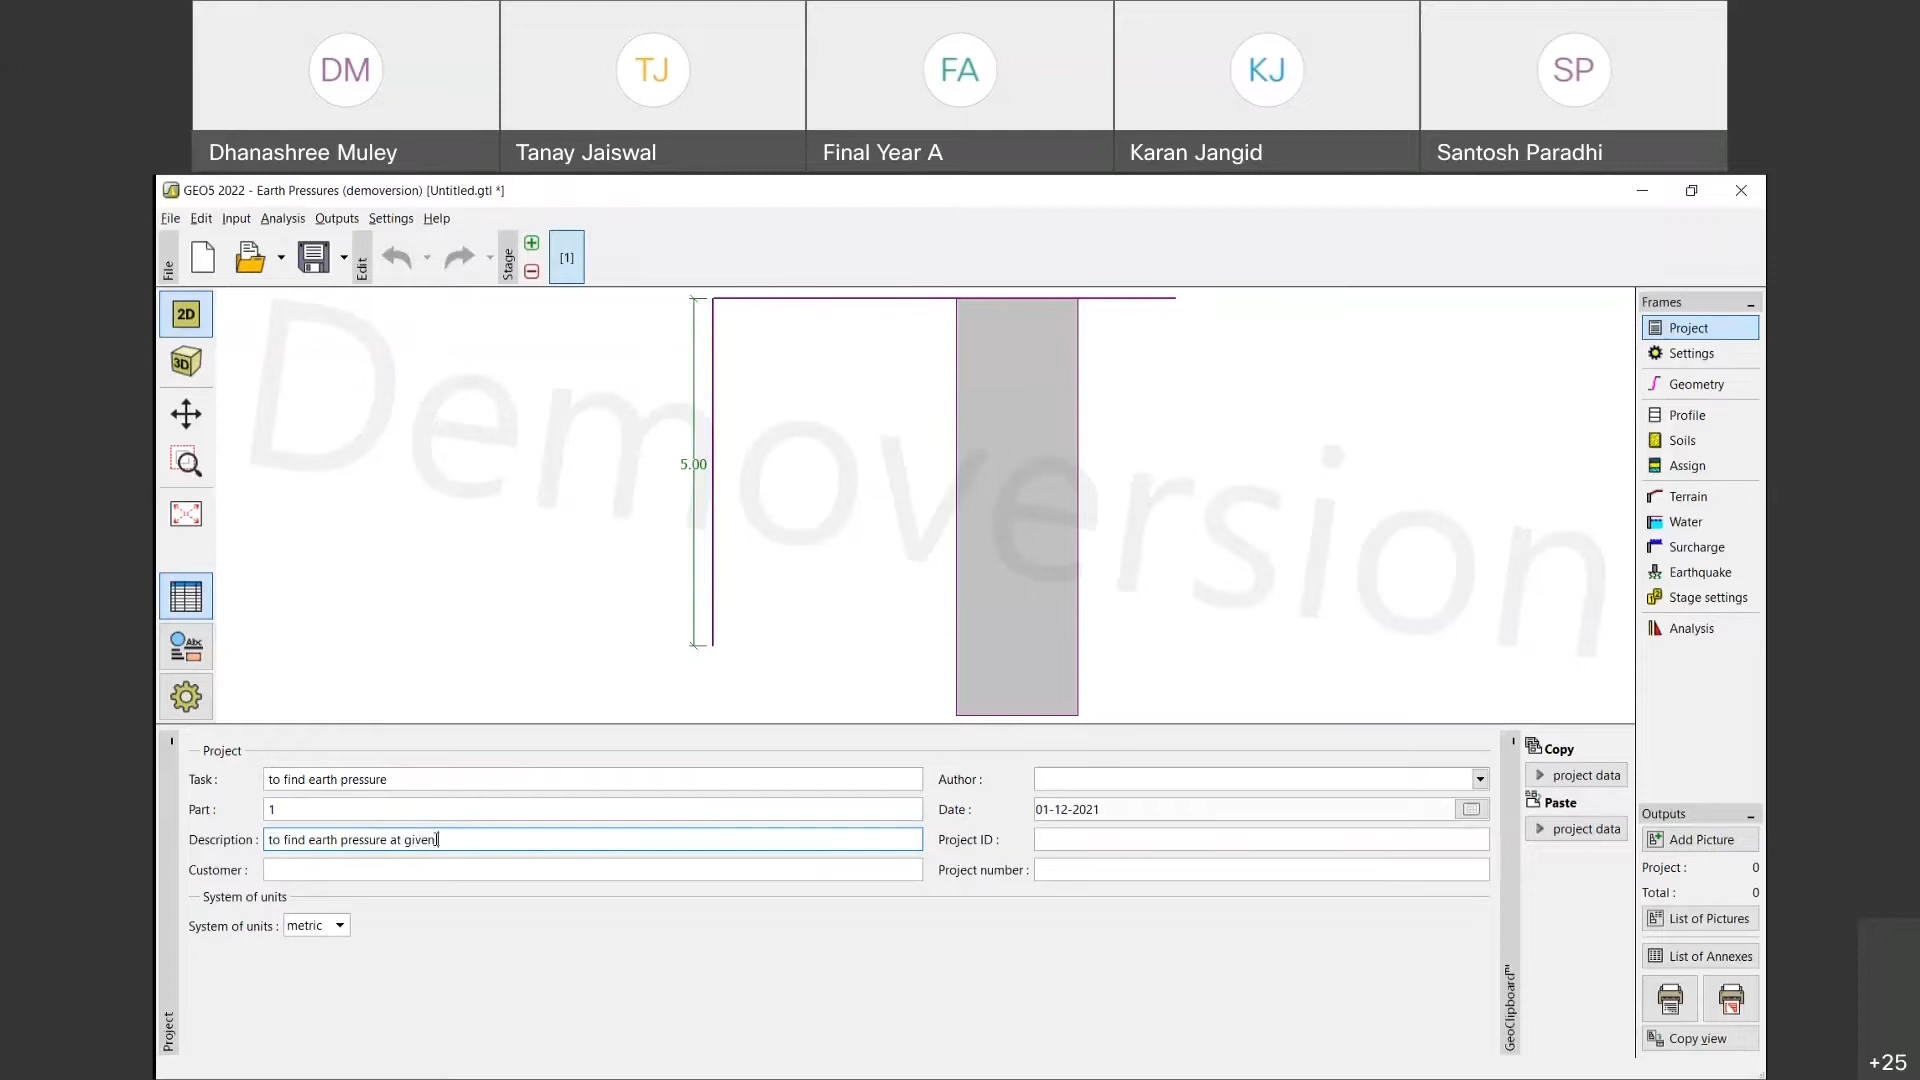 DM
TJ
FA
KJ
SP
Dhanashree Muley
Tanay Jaiswal
Final Year A
Karan Jangid
Santosh Paradhi
GEO5 2022 - Earth Pressures (demoversion) [Untitled.gtl *]
File Edit Input Analysis Outputs Settings Help
File
Edit
Stage
[1]
2D
3D
Abc
Demoversion
5.00
Frames
Project
Settings
Geometry
Profile
Soils
Assign
Terrain
Water
Surcharge
Earthquake
Stage settings
Analysis
Project
Task : to find earth pressure
Part : 1
Description : to find earth pressure at given
Customer :
Author :
Date : 01-12-2021
Project ID :
Project number :
System of units
System of units : metric
Project
GeoClipboard™
Copy
project data
Paste
project data
Outputs
Add Picture
Project : 0
Total : 0
List of Pictures
List of Annexes
Copy view
+25